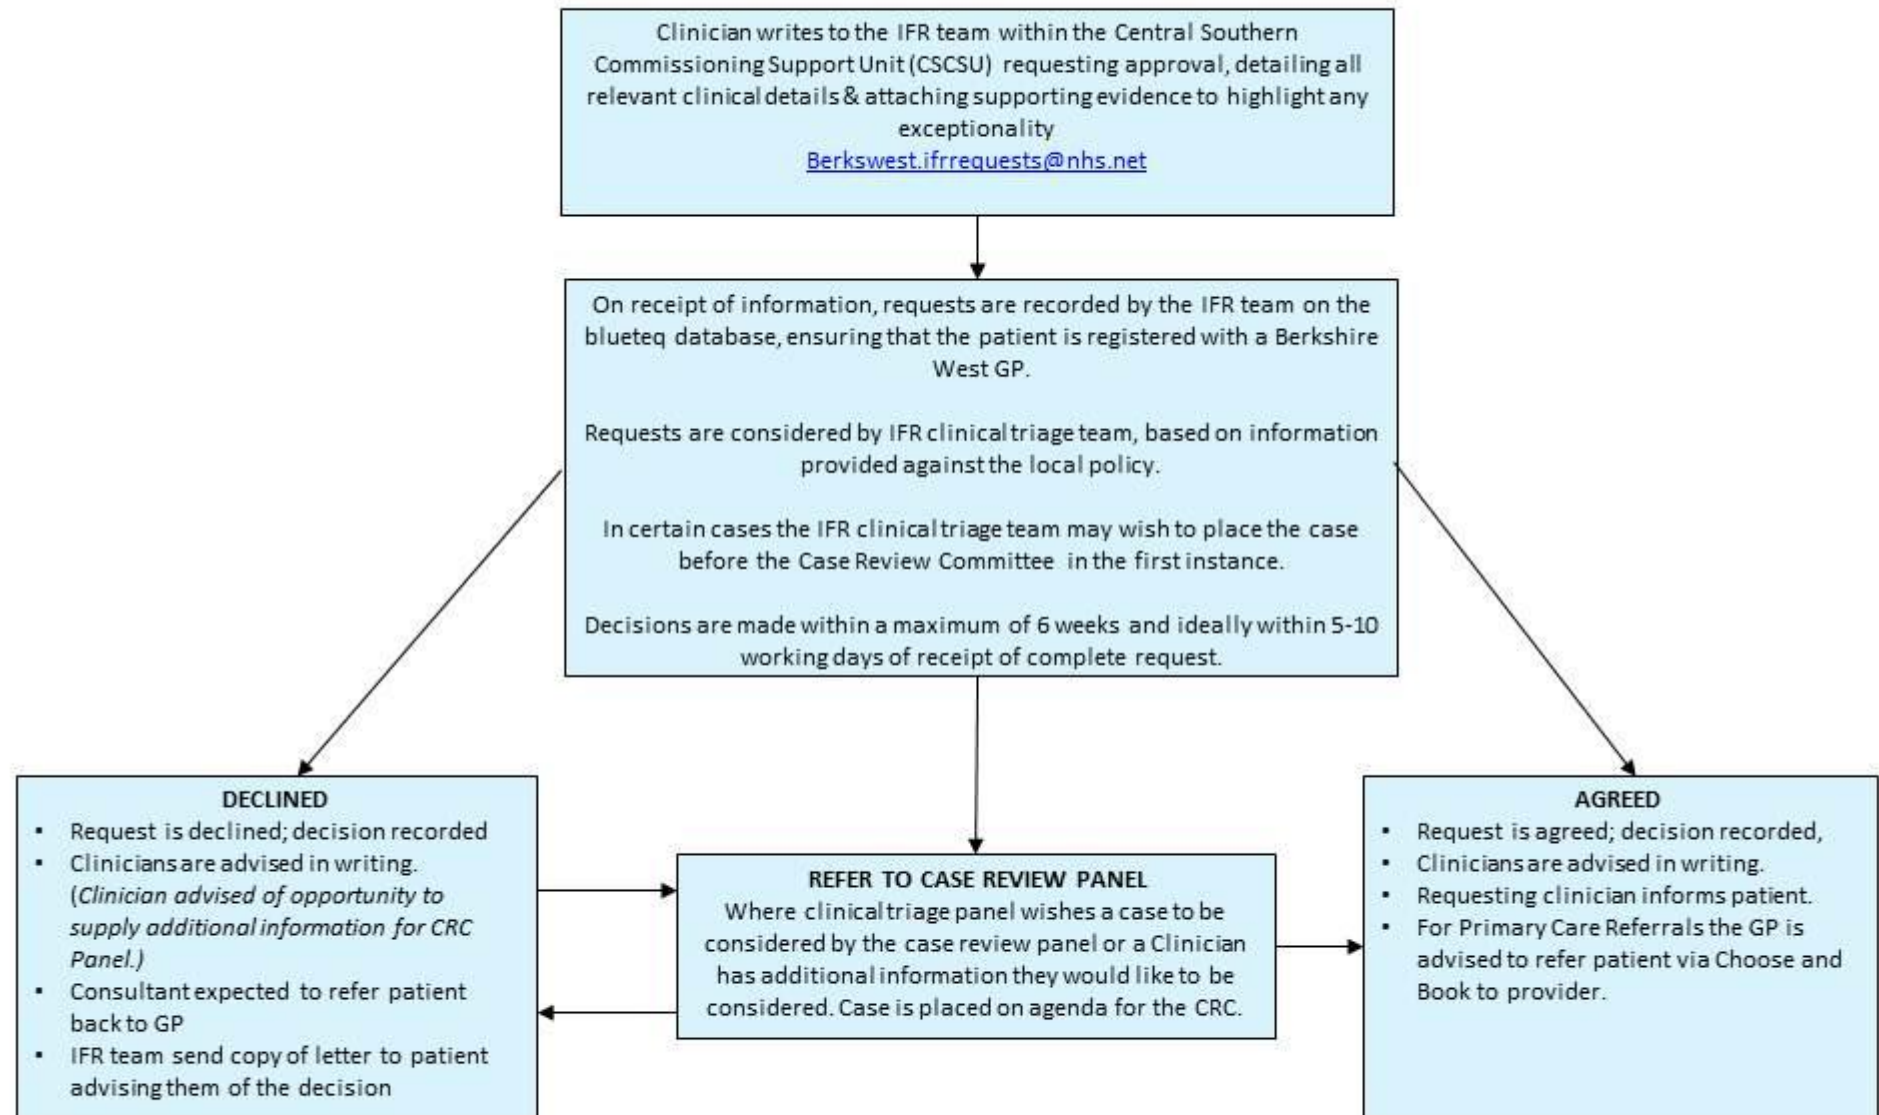 Clinician writes to the IFR team within the Central Southern
Commissioning Support Unit (CSCSU) requesting approval, detailing all
relevant clinical details & attaching supporting evidence to highlight any
exceptionality
Berkswest.ifrrequests@nhs.net
On receipt of information, requests are recorded by the IFR team on the
blueteq database, ensuring that the patient is registered with a Berkshire
West GP.
Requests are considered by IFR clinical triage team, based on information
provided against the local policy.
In certain cases the IFR clinical triage team may wish to place the case
before the Case Review Committee in the first instance.
Decisions are made within a maximum of 6 weeks and ideally within 5-10
working days of receipt of complete request.
DECLINED
▪ Request is declined; decision recorded
▪ Clinicians are advised in writing.
(Clinician advised of opportunity to
supply additional information for CRC
Panel.)
▪ Consultant expected to refer patient
back to GP
▪ IFR team send copy of letter to patient
advising them of the decision
REFER TO CASE REVIEW PANEL
Where clinical triage panel wishes a case to be
considered by the case review panel or a Clinician
has additional information they would like to be
considered. Case is placed on agenda for the CRC.
AGREED
▪ Request is agreed; decision recorded,
▪ Clinicians are advised in writing.
▪ Requesting clinician informs patient.
▪ For Primary Care Referrals the GP is
advised to refer patient via Choose and
Book to provider.